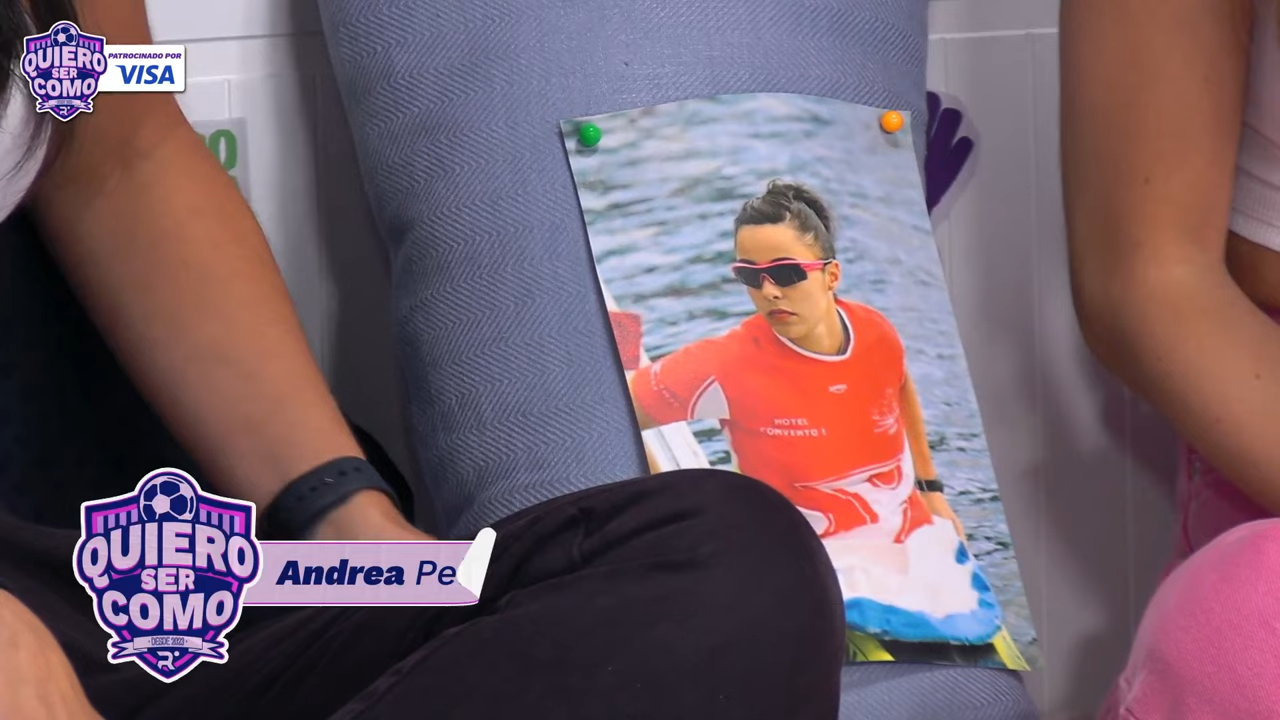 QUIERO
SER
COMO
PATROCINADO POR
VISA
HOTEL
CONVENTO I
QUIERO
SER
COMO
DESDE 2023
R
Andrea Pe